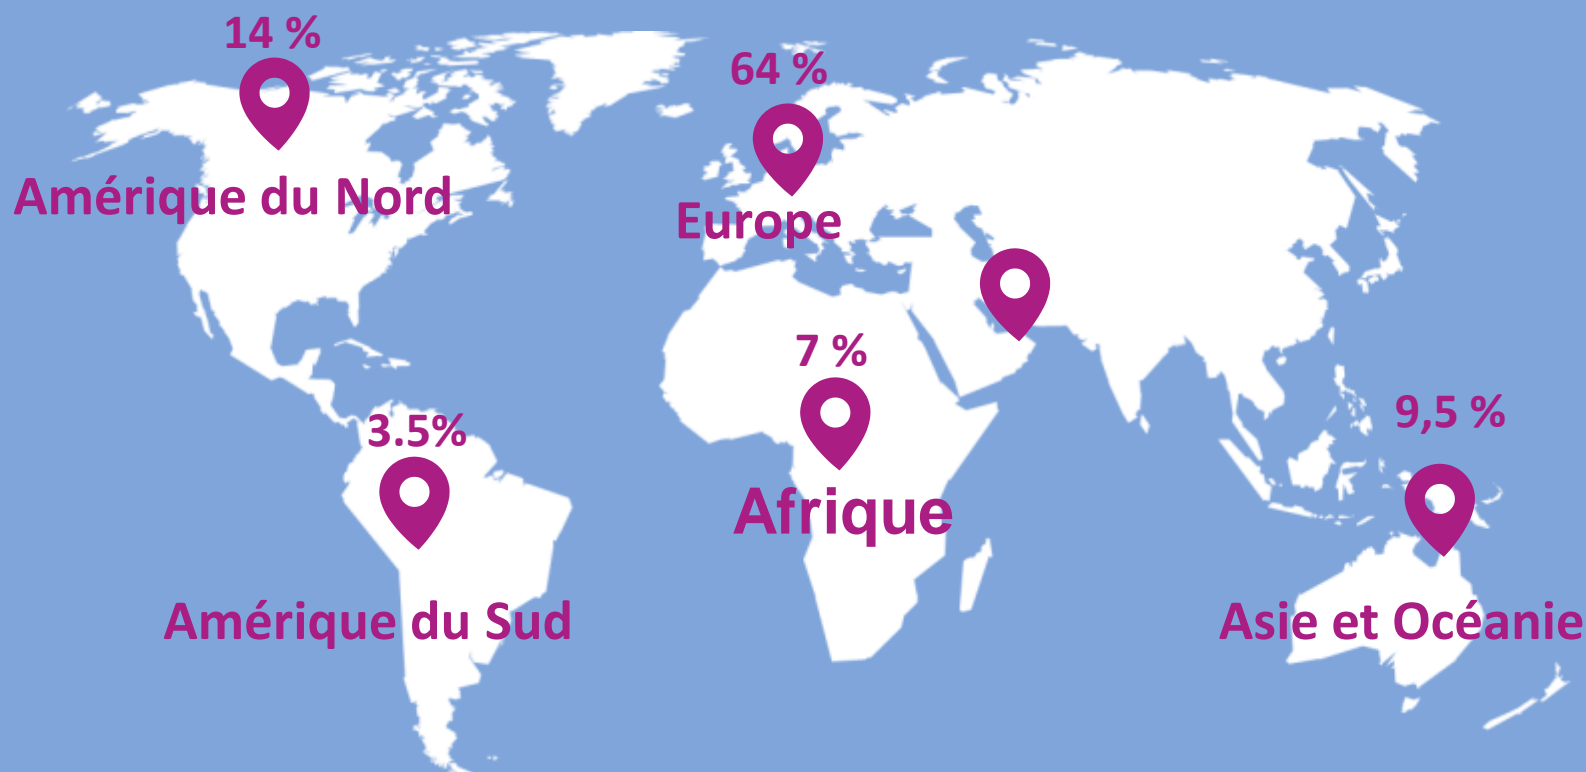 14 %
Amérique du Nord
64 %
Europe
7 %
Afrique
3.5%
Amérique du Sud
9,5 %
Asie et Océanie